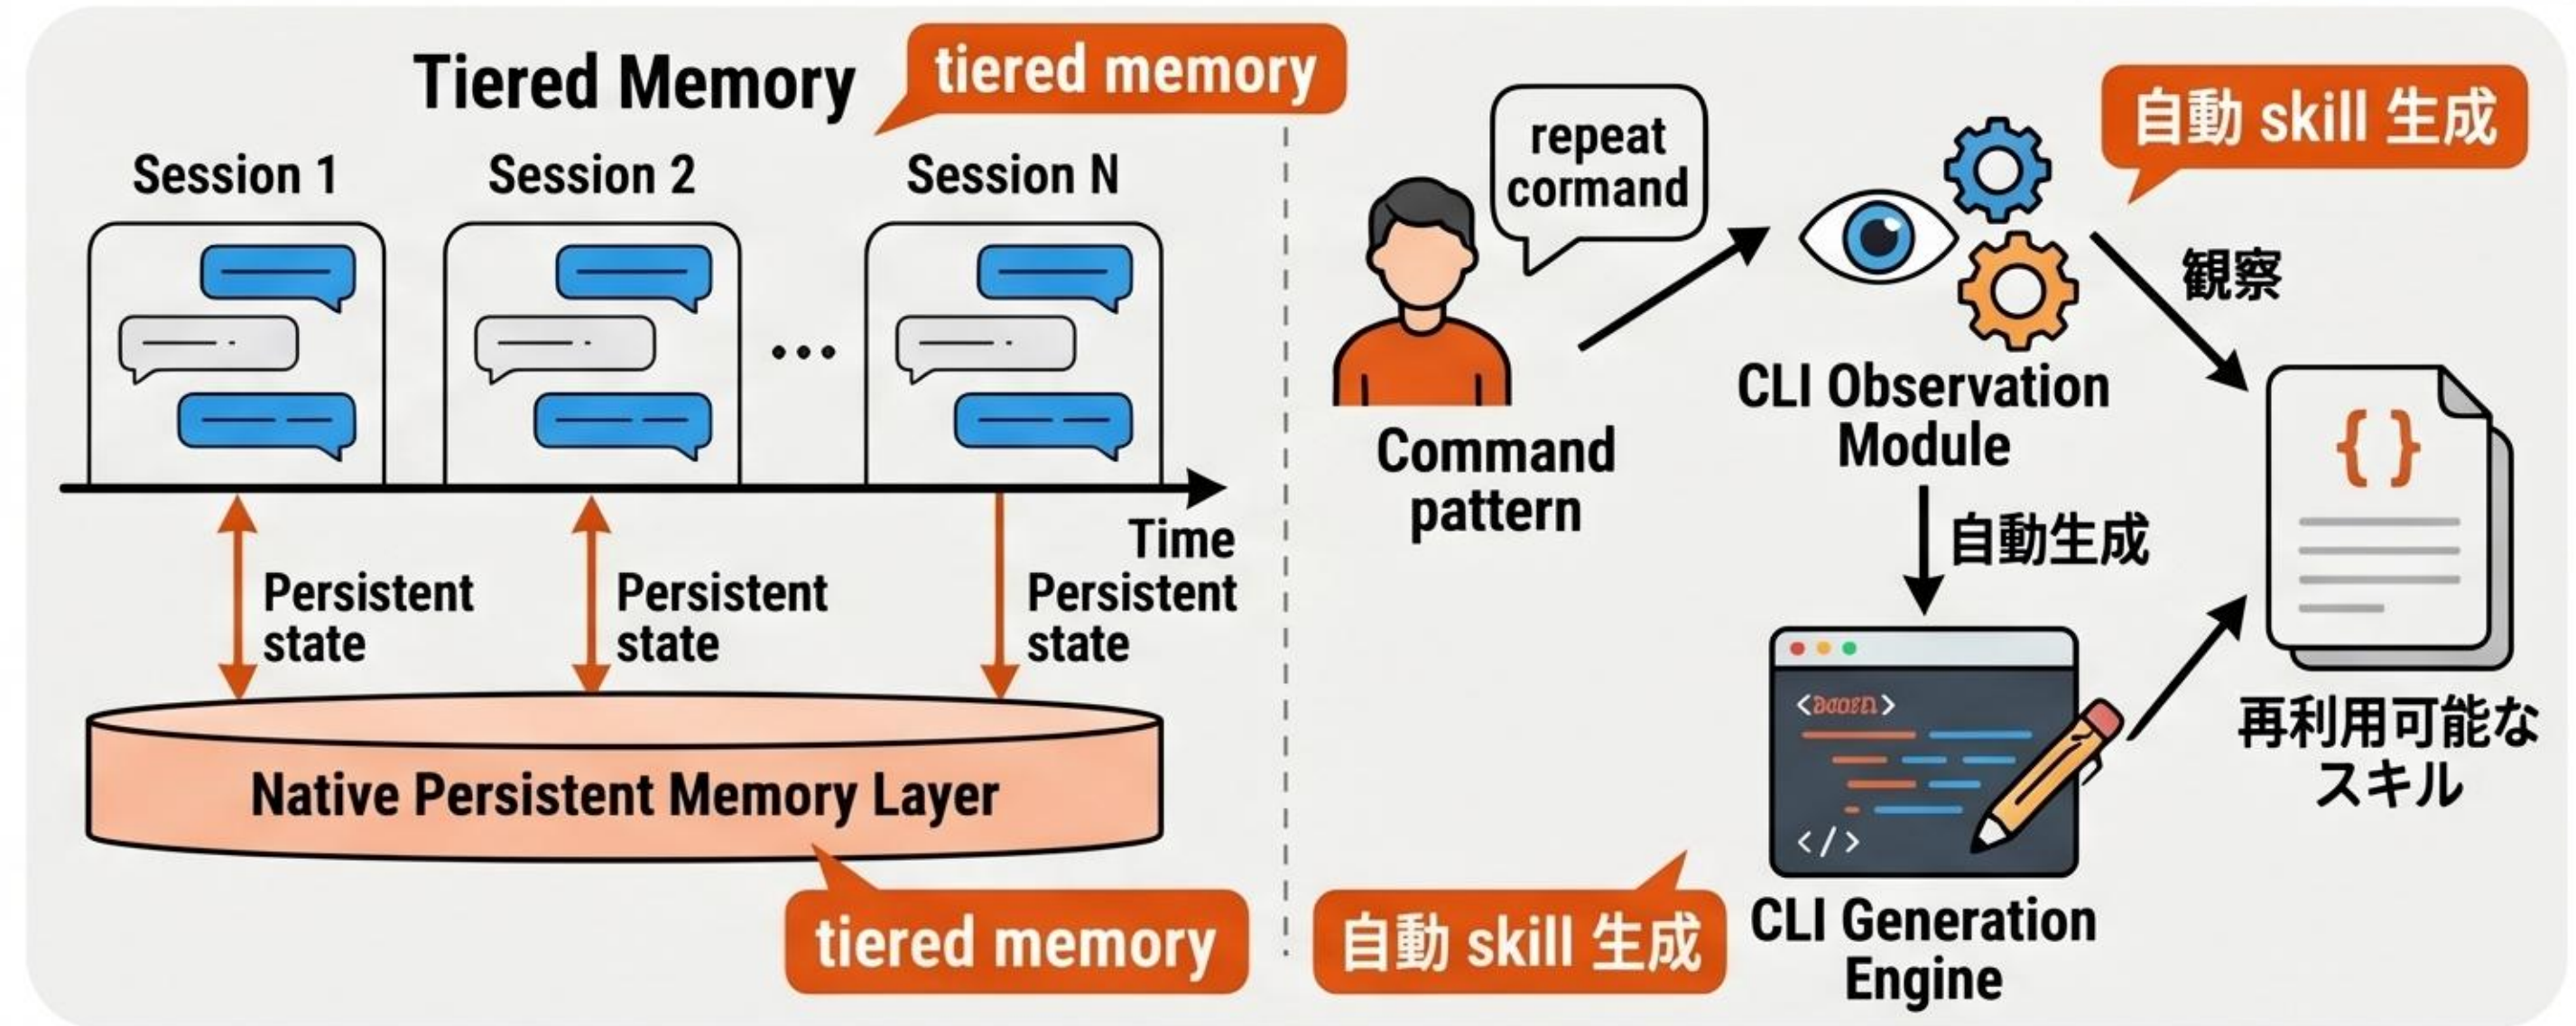 Tiered Memory
tiered memory
Session 1
Session 2
Session N
Time
Persistent
state
Persistent
state
Persistent
state
Native Persistent Memory Layer
tiered memory
repeat
cormand
Command
pattern
自動 skill 生成
CLI Observation
Module
観察
自動生成
{ }
</>
CLI Generation
Engine
再利用可能な
スキル
自動 skill 生成